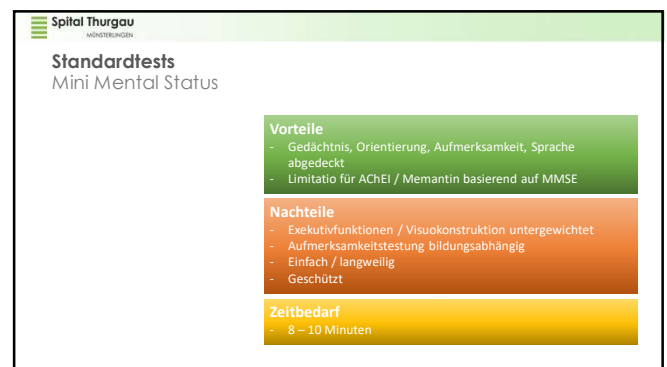 Spital Thurgau
MÜNSTERLINGEN
Standardtests
Mini Mental Status
Vorteile
- Gedächtnis, Orientierung, Aufmerksamkeit, Sprache
abgedeckt
- Limitatio für AChEI / Memantin basierend auf MMSE
Nachteile
- Exekutivfunktionen / Visuokonstruktion untergewichtet
- Aufmerksamkeitstestung bildungsabhängig
- Einfach / langweilig
- Geschützt
Zeitbedarf
- 8 – 10 Minuten